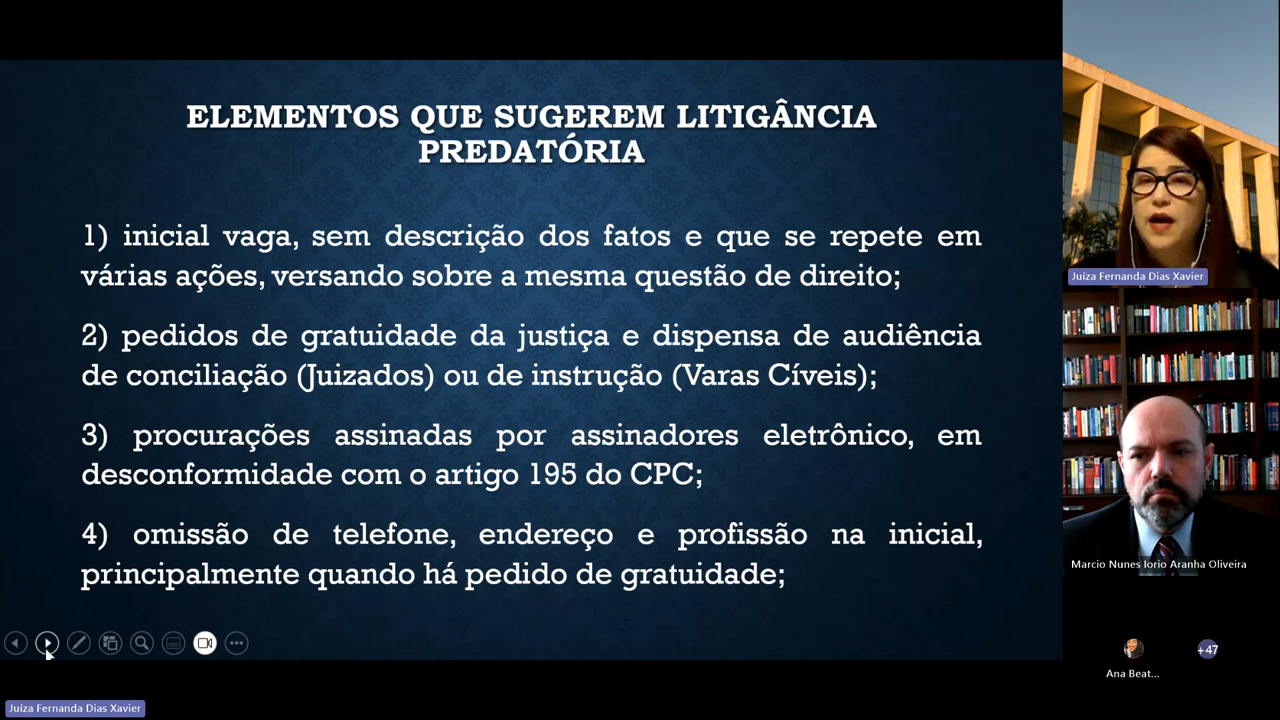 ELEMENTOS QUE SUGEREM LITIGÂNCIA
PREDATÓRIA
1) inicial vaga, sem descrição dos fatos e que se repete em
várias ações, versando sobre a mesma questão de direito;
2) pedidos de gratuidade da justiça e dispensa de audiência
de conciliação (Juizados) ou de instrução (Varas Cíveis);
3) procurações assinadas por assinadores eletrônico, em
desconformidade com o artigo 195 do CPC;
4) omissão de telefone, endereço e profissão na inicial,
principalmente quando há pedido de gratuidade;
Juíza Fernanda Dias Xavier
Juíza Fernanda Dias Xavier
Marcio Nunes Iorio Aranha Oliveira
+47
Ana Beat...